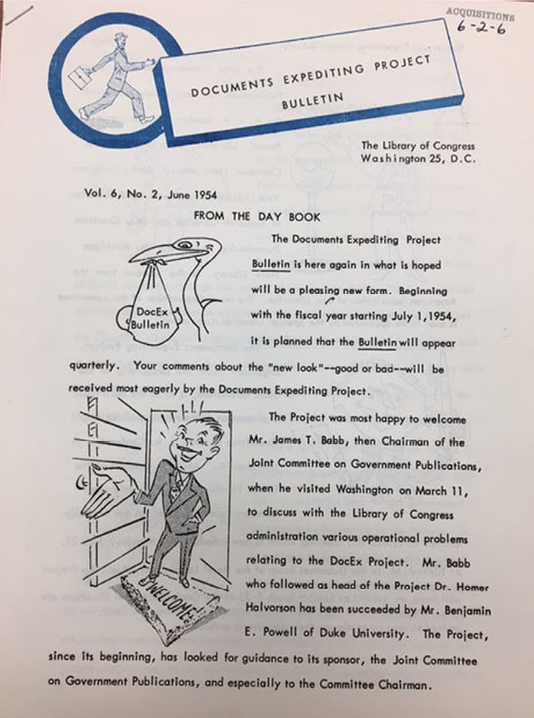 ACQUISITIONS
6-2-6
DOCUMENTS EXPEDITING PROJECT
BULLETIN
The Library of Congress
Washington 25, D.C.
Vol. 6, No. 2, June 1954
FROM THE DAY BOOK
DocEx
Bulletin
The Documents Expediting Project
Bulletin is here again in what is hoped
will be a pleasing new form. Beginning
with the fiscal year starting July 1, 1954,
it is planned that the Bulletin will appear
quarterly. Your comments about the "new look"--good or bad--will be
received most eagerly by the Documents Expediting Project.
WELCOME
The Project was most happy to welcome
Mr. James T. Babb, then Chairman of the
Joint Committee on Government Publications,
when he visited Washington on March 11,
to discuss with the Library of Congress
administration various operational problems
relating to the DocEx Project. Mr. Babb
who followed as head of the Project Dr. Homer
Halvorson has been succeeded by Mr. Benjamin
E. Powell of Duke University. The Project,
since its beginning, has looked for guidance to its sponsor, the Joint Committee
on Government Publications, and especially to the Committee Chairman.